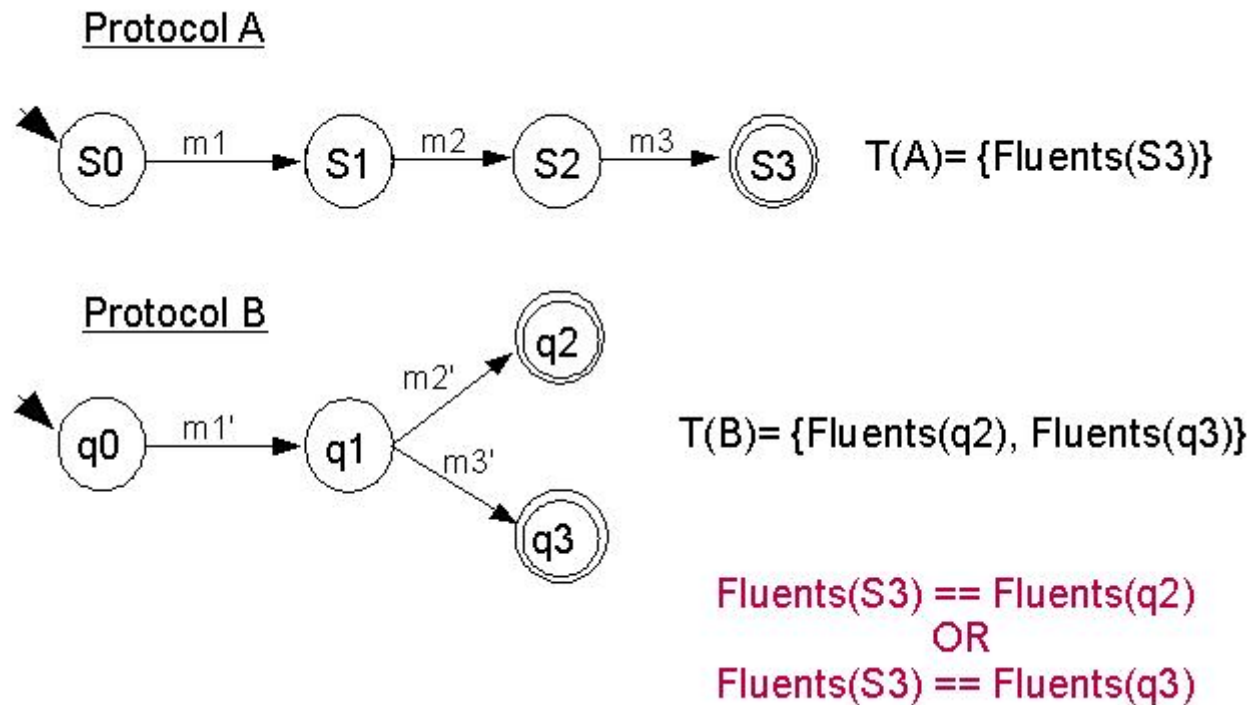 Protocol A
S0 m1 S1 m2 S2 m3 S3 T(A)= {Fluents(S3)}
Protocol B
q2
m2'
q0 m1' q1 T(B)= {Fluents(q2), Fluents(q3)}
m3'
q3
Fluents(S3) == Fluents(q2)
OR
Fluents(S3) == Fluents(q3)